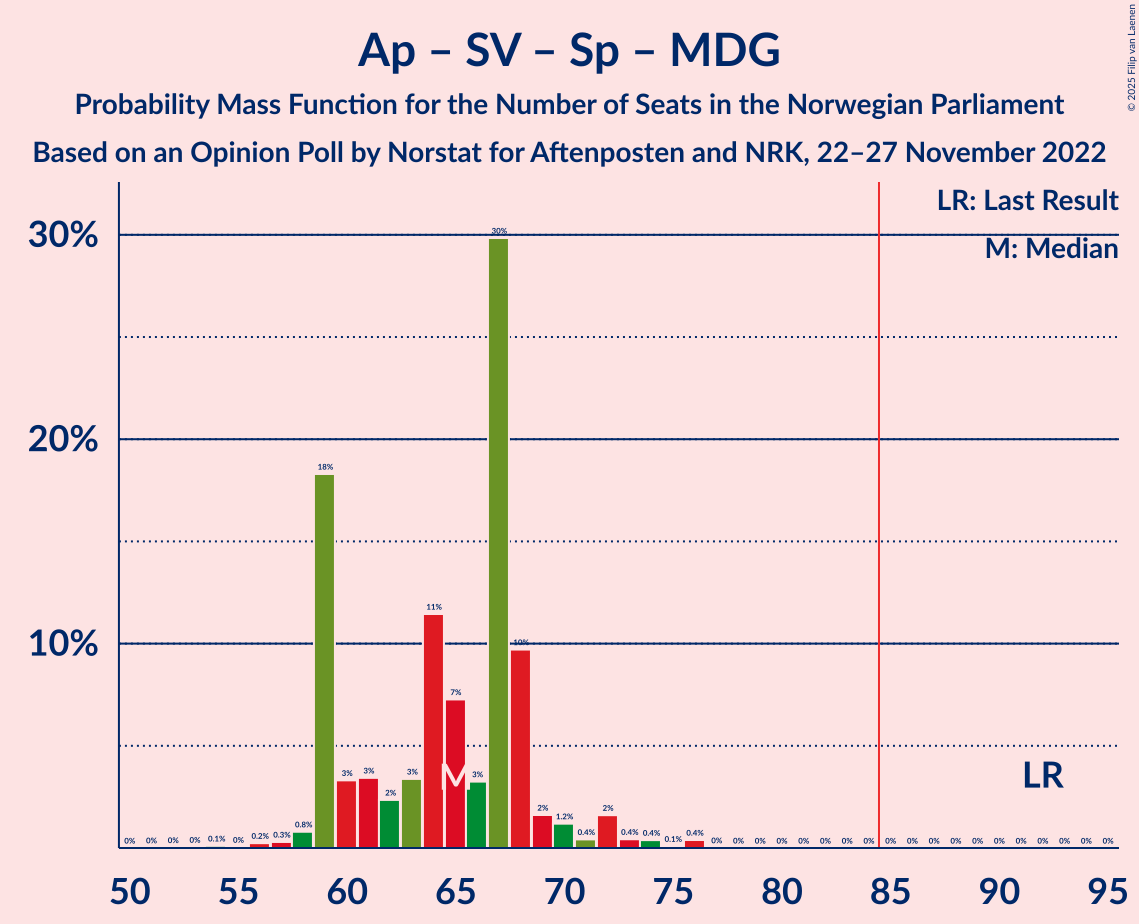 Ap – SV – Sp – MDG
Probability Mass Function for the Number of Seats in the Norwegian Parliament
Based on an Opinion Poll by Norstat for Aftenposten and NRK, 22–27 November 2022
© 2025 Filip van Laenen
LR: Last Result
M: Median
30%
20%
10%
0% 0% 0% 0% 0.1% 0% 0.2% 0.3% 0.8% 18% 3% 3% 2% 3% 11% 7% 3% 30% 10% 2% 1.2% 0.4% 2% 0.4% 0.4% 0.1% 0.4% 0% 0% 0% 0% 0% 0% 0% 0% 0% 0% 0% 0% 0% 0% 0% 0% 0% 0% 0%
M
LR
50 55 60 65 70 75 80 85 90 95